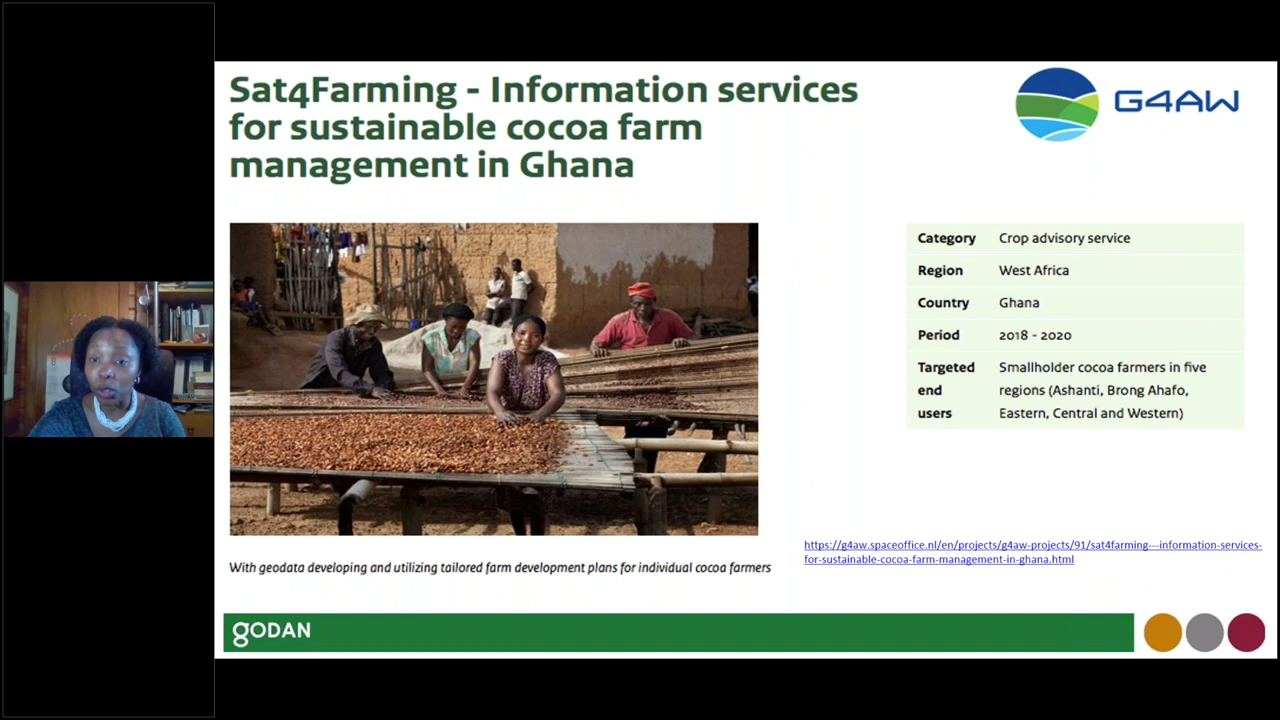 Sat4Farming - Information services
for sustainable cocoa farm
management in Ghana
G4AW
Category Crop advisory service
Region West Africa
Country Ghana
Period 2018 - 2020
Targeted Smallholder cocoa farmers in five
end regions (Ashanti, Brong Ahafo,
users Eastern, Central and Western)
https://g4aw.spaceoffice.nl/en/projects/g4aw-projects/91/sat4farming---information-services-
for-sustainable-cocoa-farm-management-in-ghana.html
With geodata developing and utilizing tailored farm development plans for individual cocoa farmers
gODAN